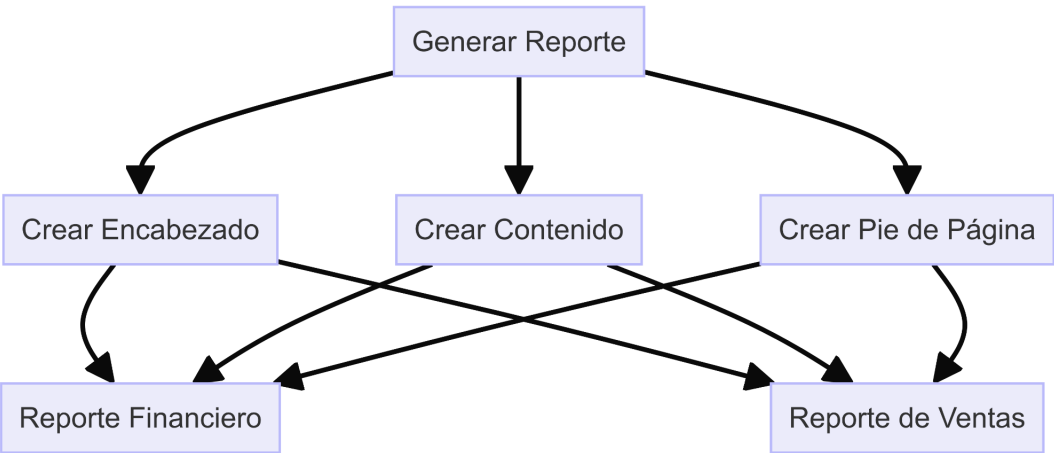 Generar Reporte
Crear Encabezado
Crear Contenido
Crear Pie de Página
Reporte Financiero
Reporte de Ventas